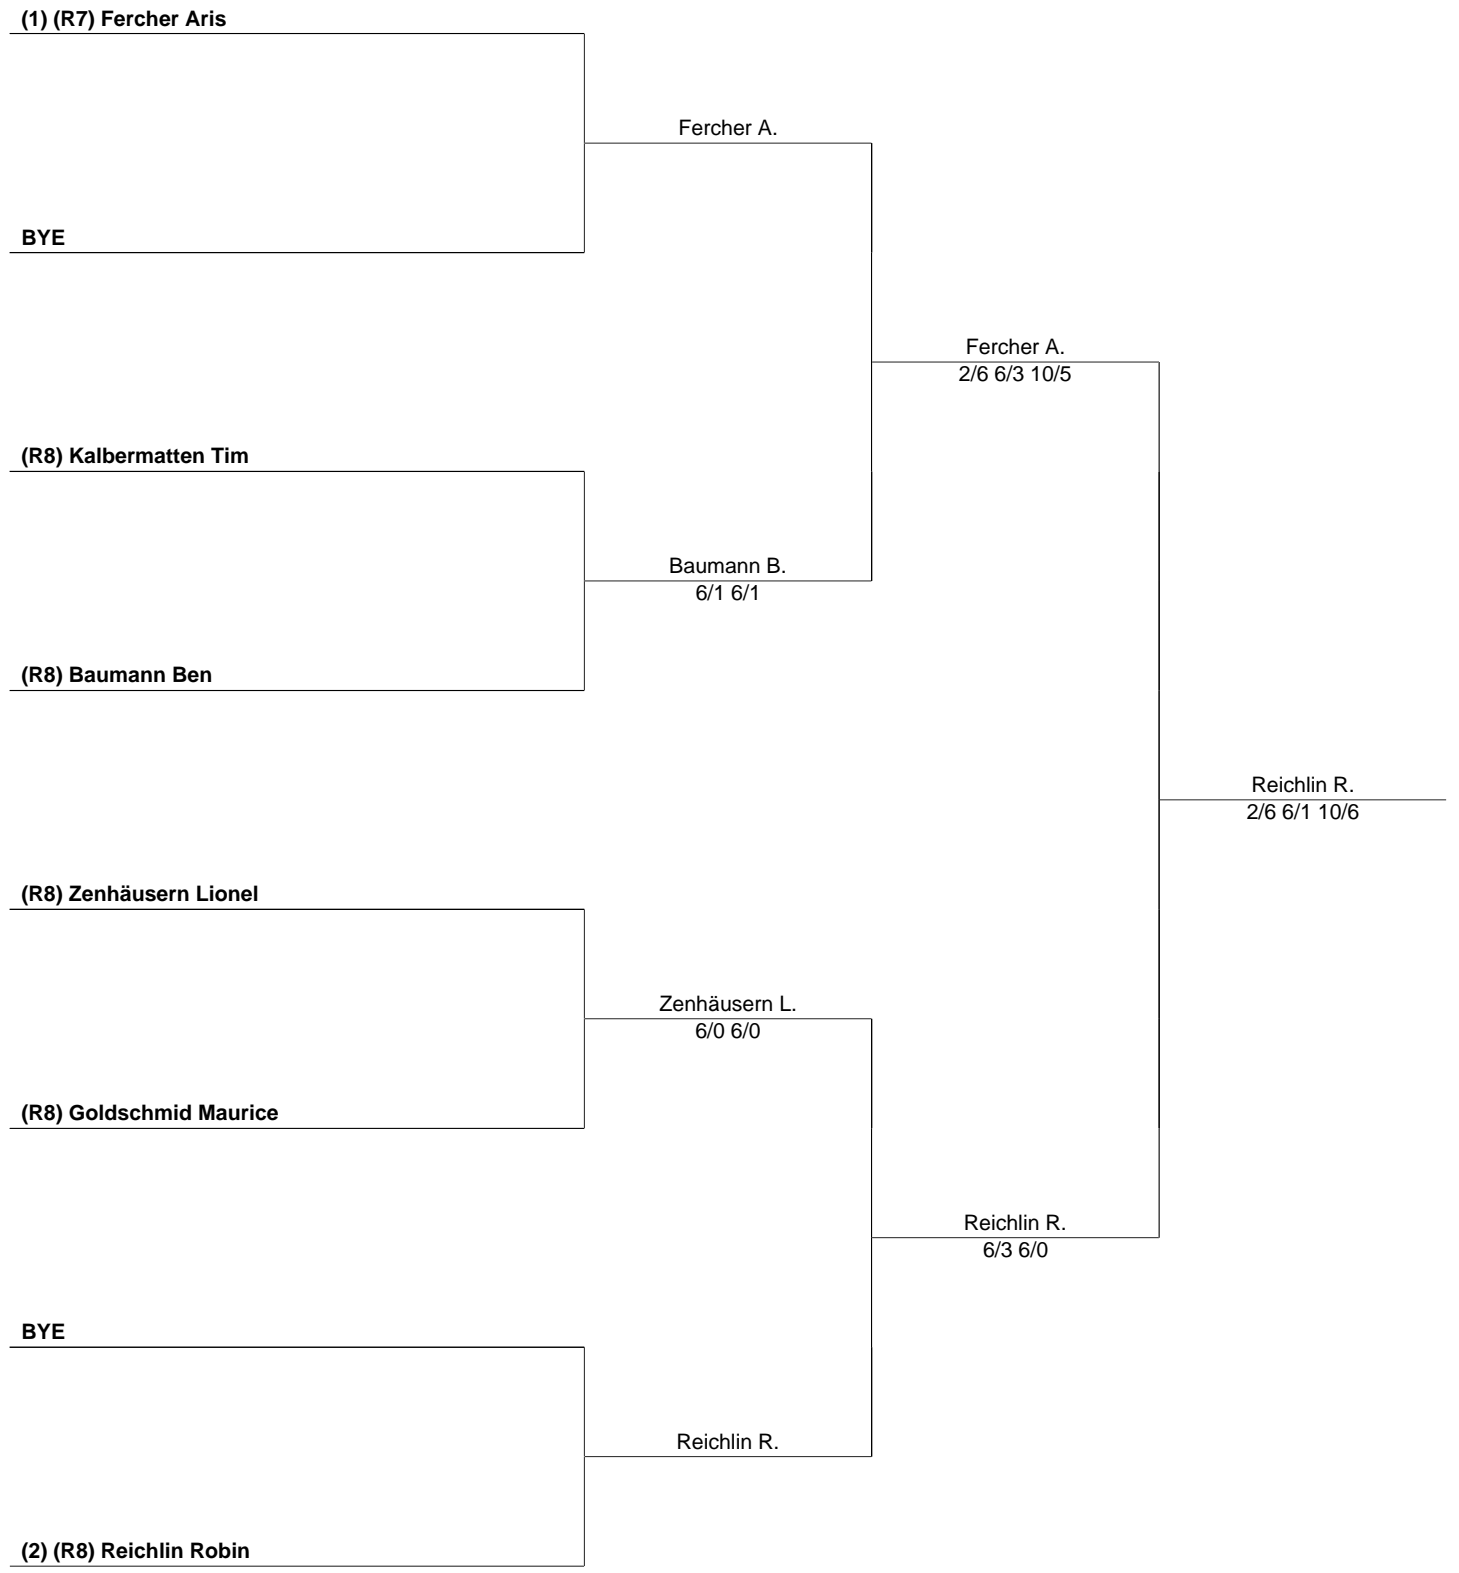 (1) (R7) Fercher Aris
Fercher A.
BYE
Fercher A.
2/6 6/3 10/5
(R8) Kalbermatten Tim
Baumann B.
6/1 6/1
(R8) Baumann Ben
Reichlin R.
2/6 6/1 10/6
(R8) Zenhäusern Lionel
Zenhäusern L.
6/0 6/0
(R8) Goldschmid Maurice
Reichlin R.
6/3 6/0
BYE
Reichlin R.
(2) (R8) Reichlin Robin